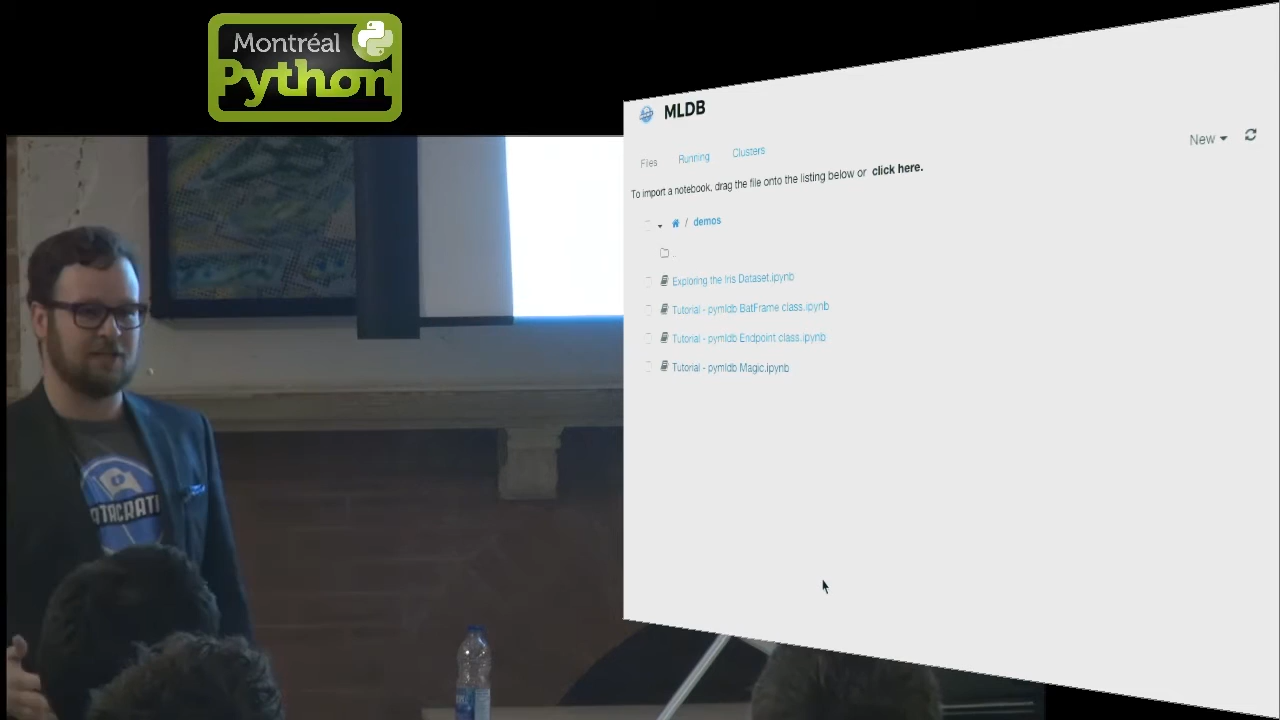 Montréal
Python
MLDB
Files Running Clusters
New
To import a notebook, drag the file onto the listing below or click here.
/ demos
..
Exploring the Iris Dataset.ipynb
Tutorial - pymldb BatFrame class.ipynb
Tutorial - pymldb Endpoint class.ipynb
Tutorial - pymldb Magic.ipynb